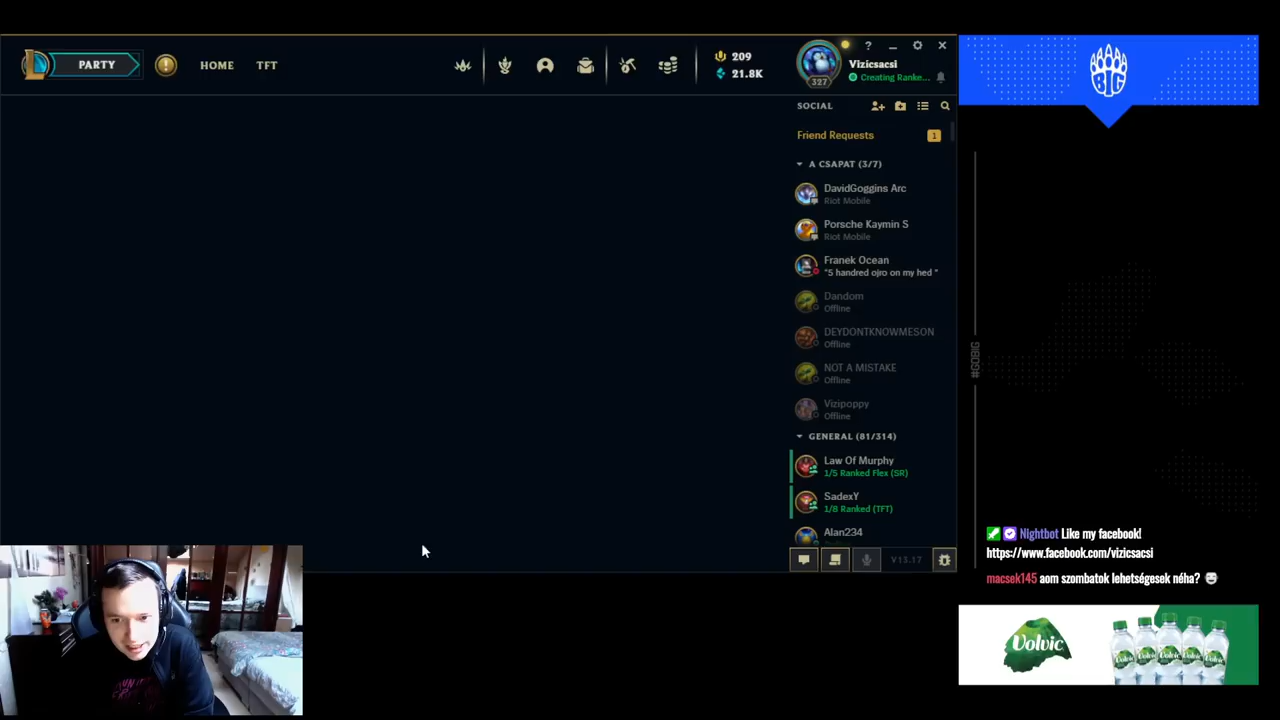 PARTY
HOME
TFT
209
21.8K
327
?
Vizicsacsi
Creating Ranke...
SOCIAL
Friend Requests
1
A CSAPAT (3/7)
DavidGoggins Arc
Riot Mobile
Porsche Kaymin S
Riot Mobile
Franek Ocean
"5 handred ojro on my hed "
Dandom
Offline
DEYDONTKNOWMESON
Offline
NOT A MISTAKE
Offline
Vizipoppy
Offline
GENERAL (81/314)
Law Of Murphy
1/5 Ranked Flex (SR)
SadexY
1/8 Ranked (TFT)
Alan234
V13.17
BIG
#GOBIG
Nightbot Like my facebook!
https://www.facebook.com/vizicsacsi
macsek145 aom szombatok lehetségesek néha?
Volvic